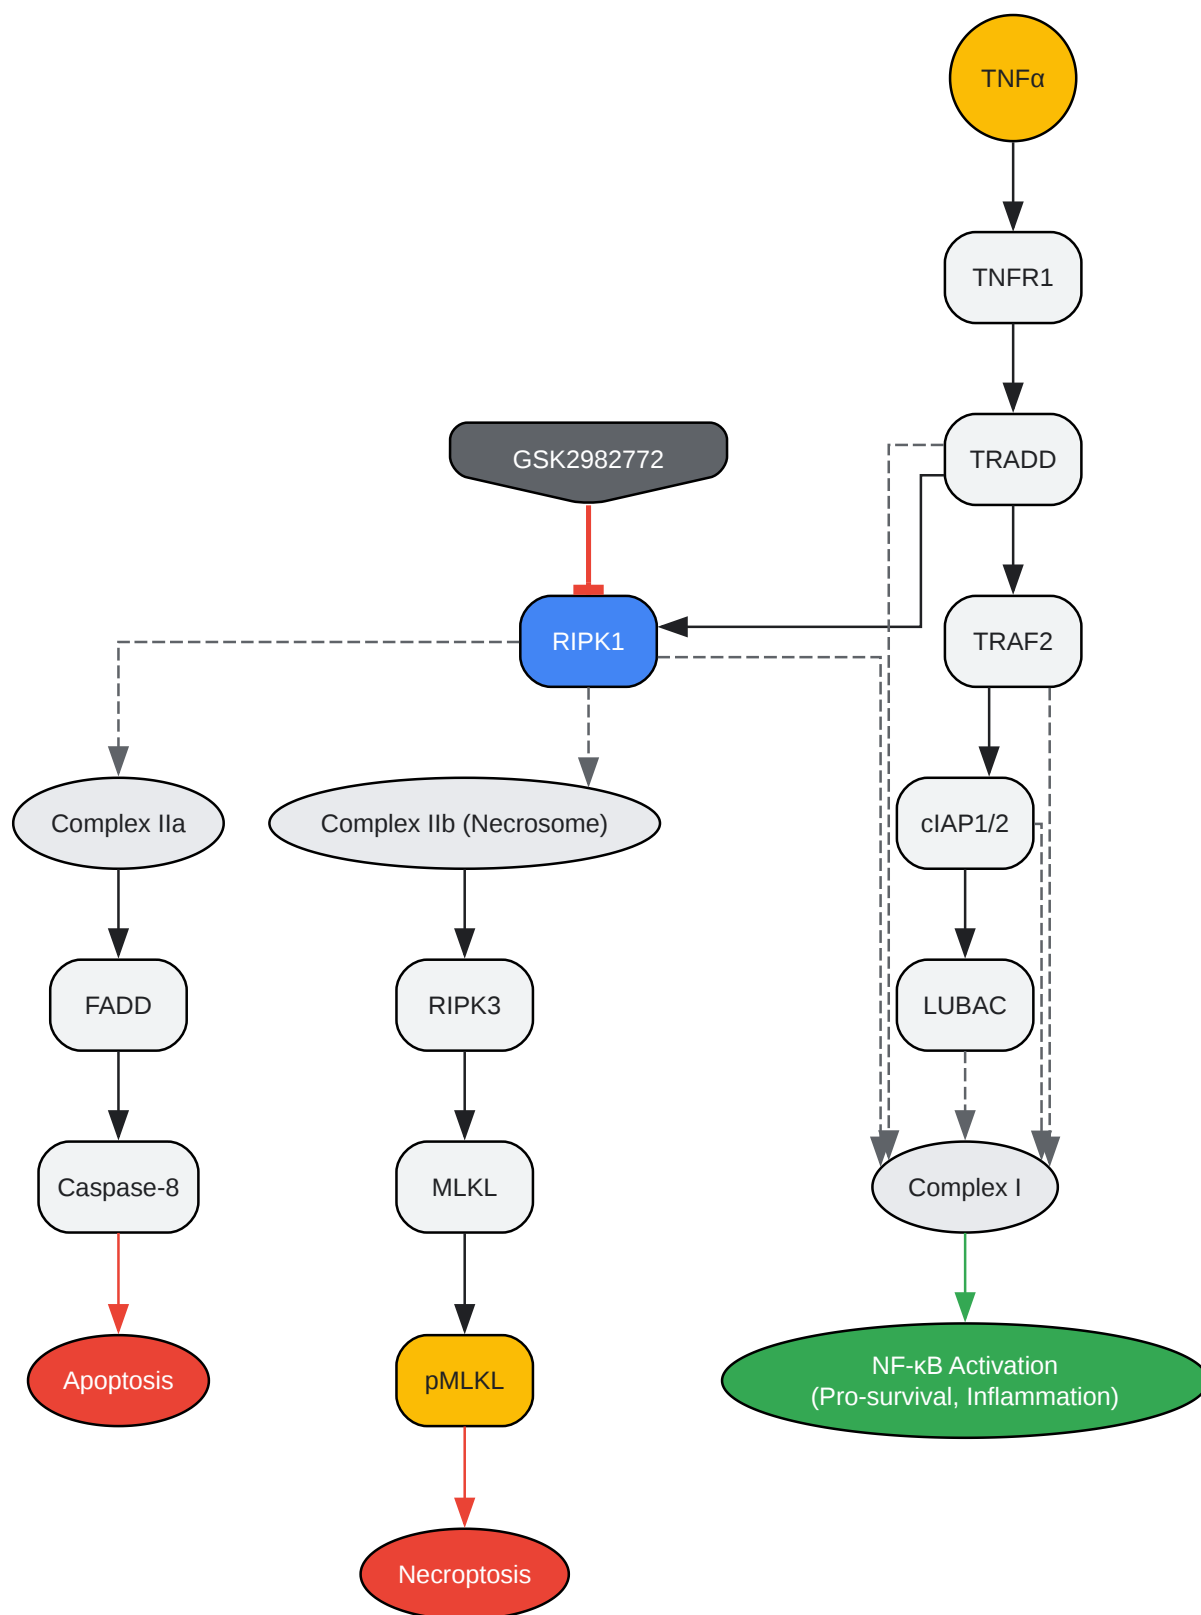 TNFα
TNFR1
TRADD
GSK2982772
RIPK1
TRAF2
Complex IIa
Complex IIb (Necrosome)
cIAP1/2
FADD
RIPK3
LUBAC
Caspase-8
MLKL
Complex I
Apoptosis
pMLKL
NF-κB Activation
(Pro-survival, Inflammation)
Necroptosis